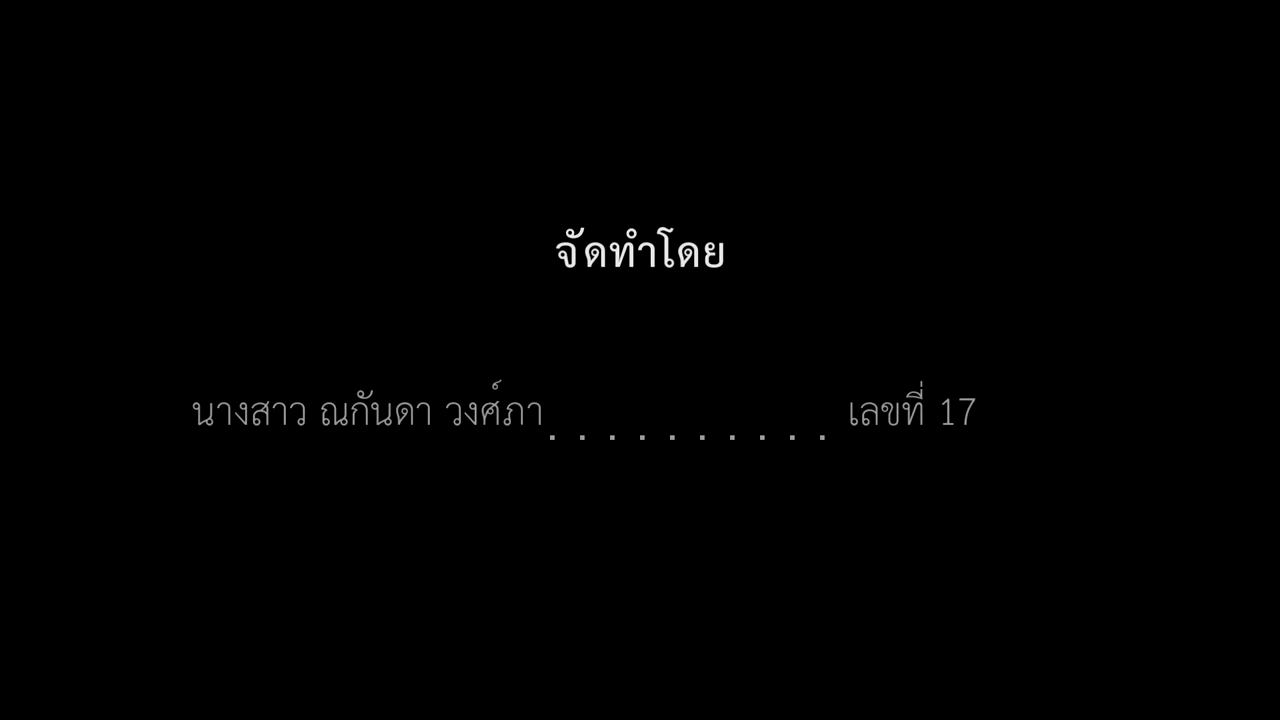 จัดทำโดย
นางสาว ณกันดา วงศ์ภา . . . . . . . . . . เลขที่ 17